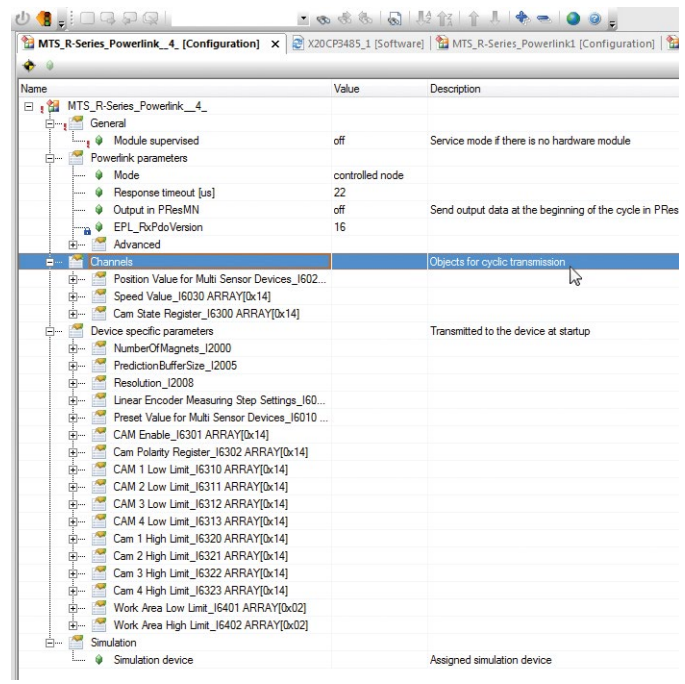 MTS_R-Series_Powerlink__4_ [Configuration] X20CP3485_1 [Software] MTS_R-Series_Powerlink1 [Configuration]
Name Value Description
MTS_R-Series_Powerlink__4_
General
Module supervised off Service mode if there is no hardware module
Powerlink parameters
Mode controlled node
Response timeout [us] 22
Output in PResMN off Send output data at the beginning of the cycle in PRes
EPL_RxPdoVersion 16
Advanced
Channels Objects for cyclic transmission
Position Value for Multi Sensor Devices_I602...
Speed Value_I6030 ARRAY[0x14]
Cam State Register_I6300 ARRAY[0x14]
Device specific parameters Transmitted to the device at startup
NumberOfMagnets_I2000
PredictionBufferSize_I2005
Resolution_I2008
Linear Encoder Measuring Step Settings_I60...
Preset Value for Multi Sensor Devices_I6010 ...
CAM Enable_I6301 ARRAY[0x14]
Cam Polarity Register_I6302 ARRAY[0x14]
CAM 1 Low Limit_I6310 ARRAY[0x14]
CAM 2 Low Limit_I6311 ARRAY[0x14]
CAM 3 Low Limit_I6312 ARRAY[0x14]
CAM 4 Low Limit_I6313 ARRAY[0x14]
Cam 1 High Limit_I6320 ARRAY[0x14]
Cam 2 High Limit_I6321 ARRAY[0x14]
Cam 3 High Limit_I6322 ARRAY[0x14]
Cam 4 High Limit_I6323 ARRAY[0x14]
Work Area Low Limit_I6401 ARRAY[0x02]
Work Area High Limit_I6402 ARRAY[0x02]
Simulation
Simulation device Assigned simulation device